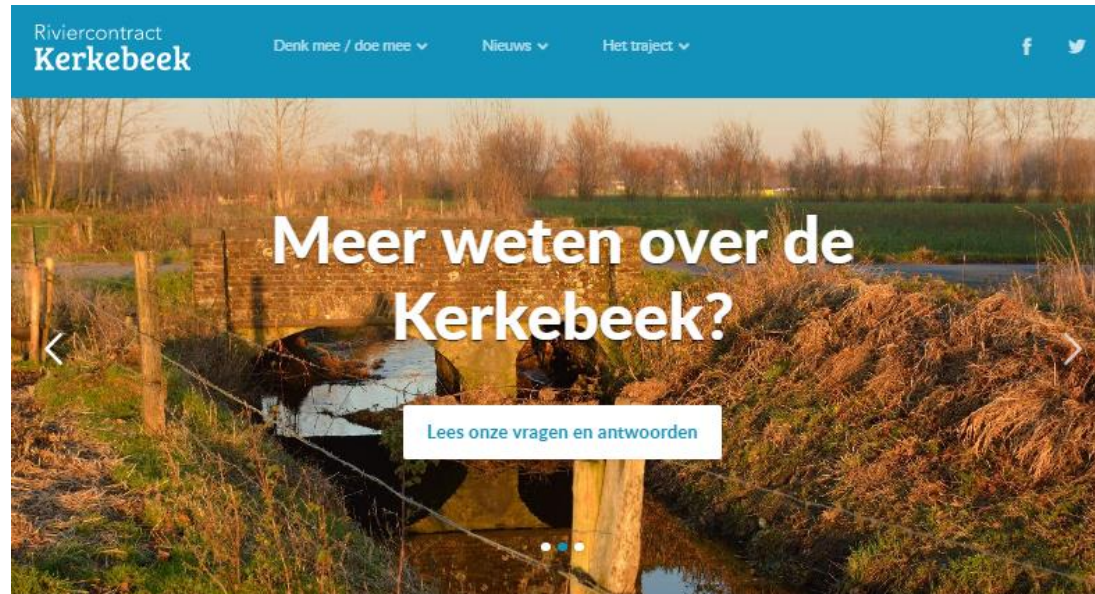 Riviercontract
Kerkebeek
Denk mee / doe mee Nieuws Het traject
Meer weten over de
Kerkebeek?
Lees onze vragen en antwoorden